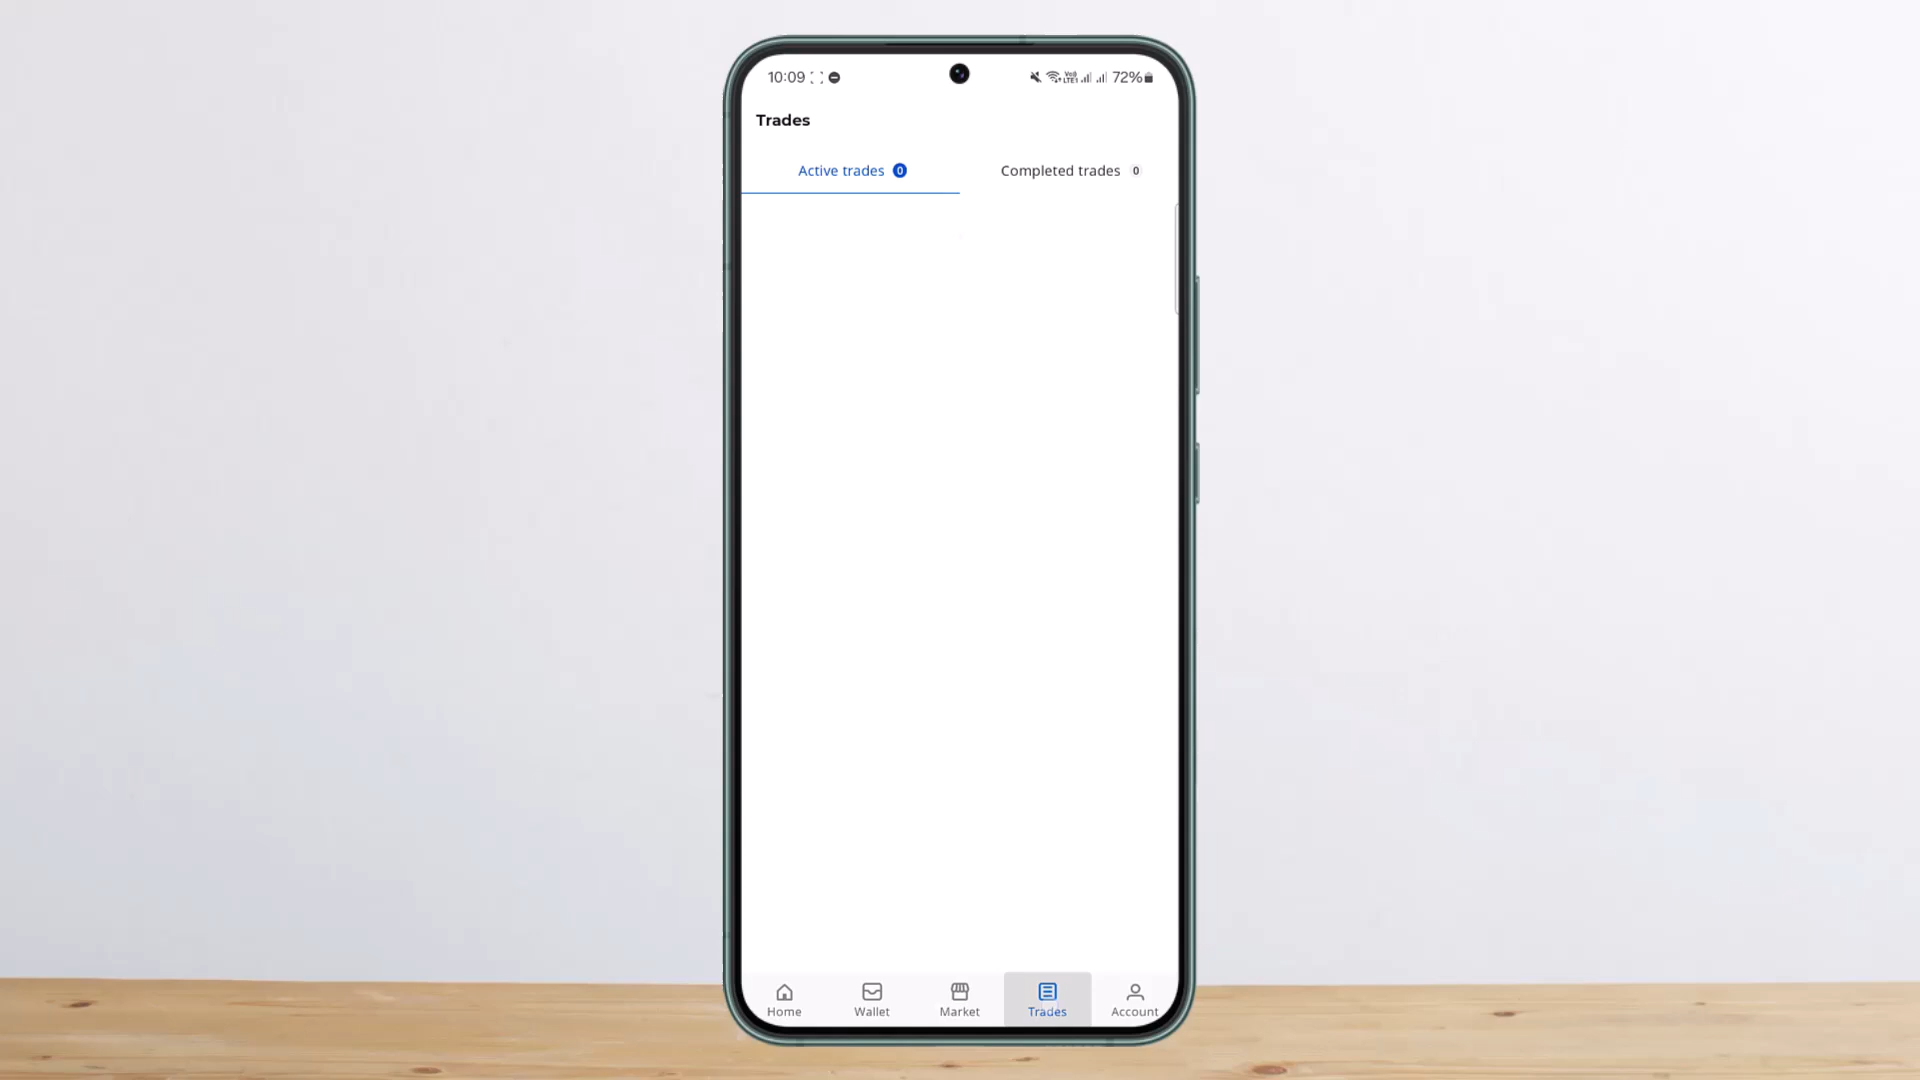 10:09 72%
Trades
Active trades 0 Completed trades 0
Home Wallet Market Trades Account